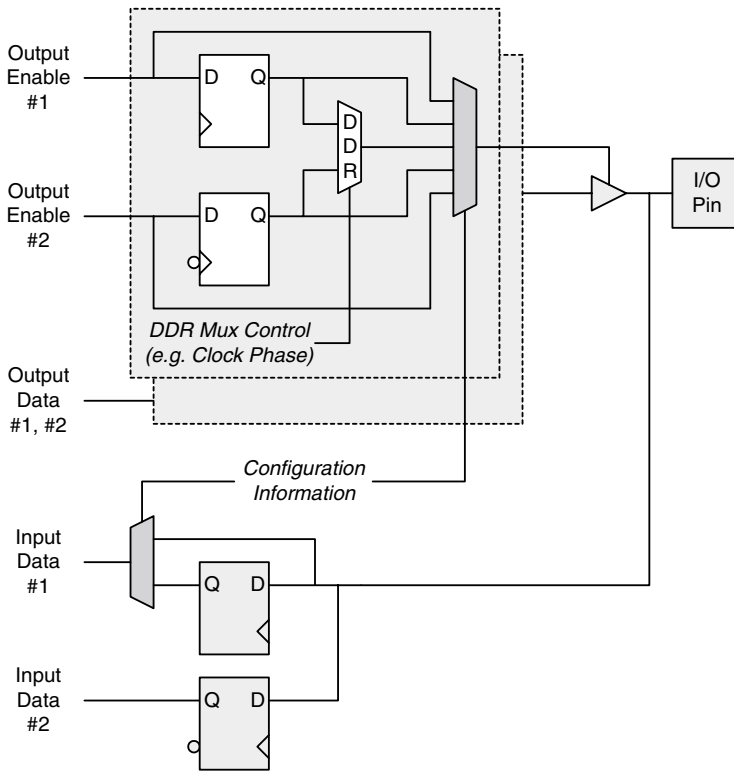 Output
Enable
#1
D Q
D
D
R
Output
Enable
#2
D Q
DDR Mux Control
(e.g. Clock Phase)
I/O
Pin
Output
Data
#1, #2
Configuration
Information
Input
Data
#1
Q D
Input
Data
#2
Q D